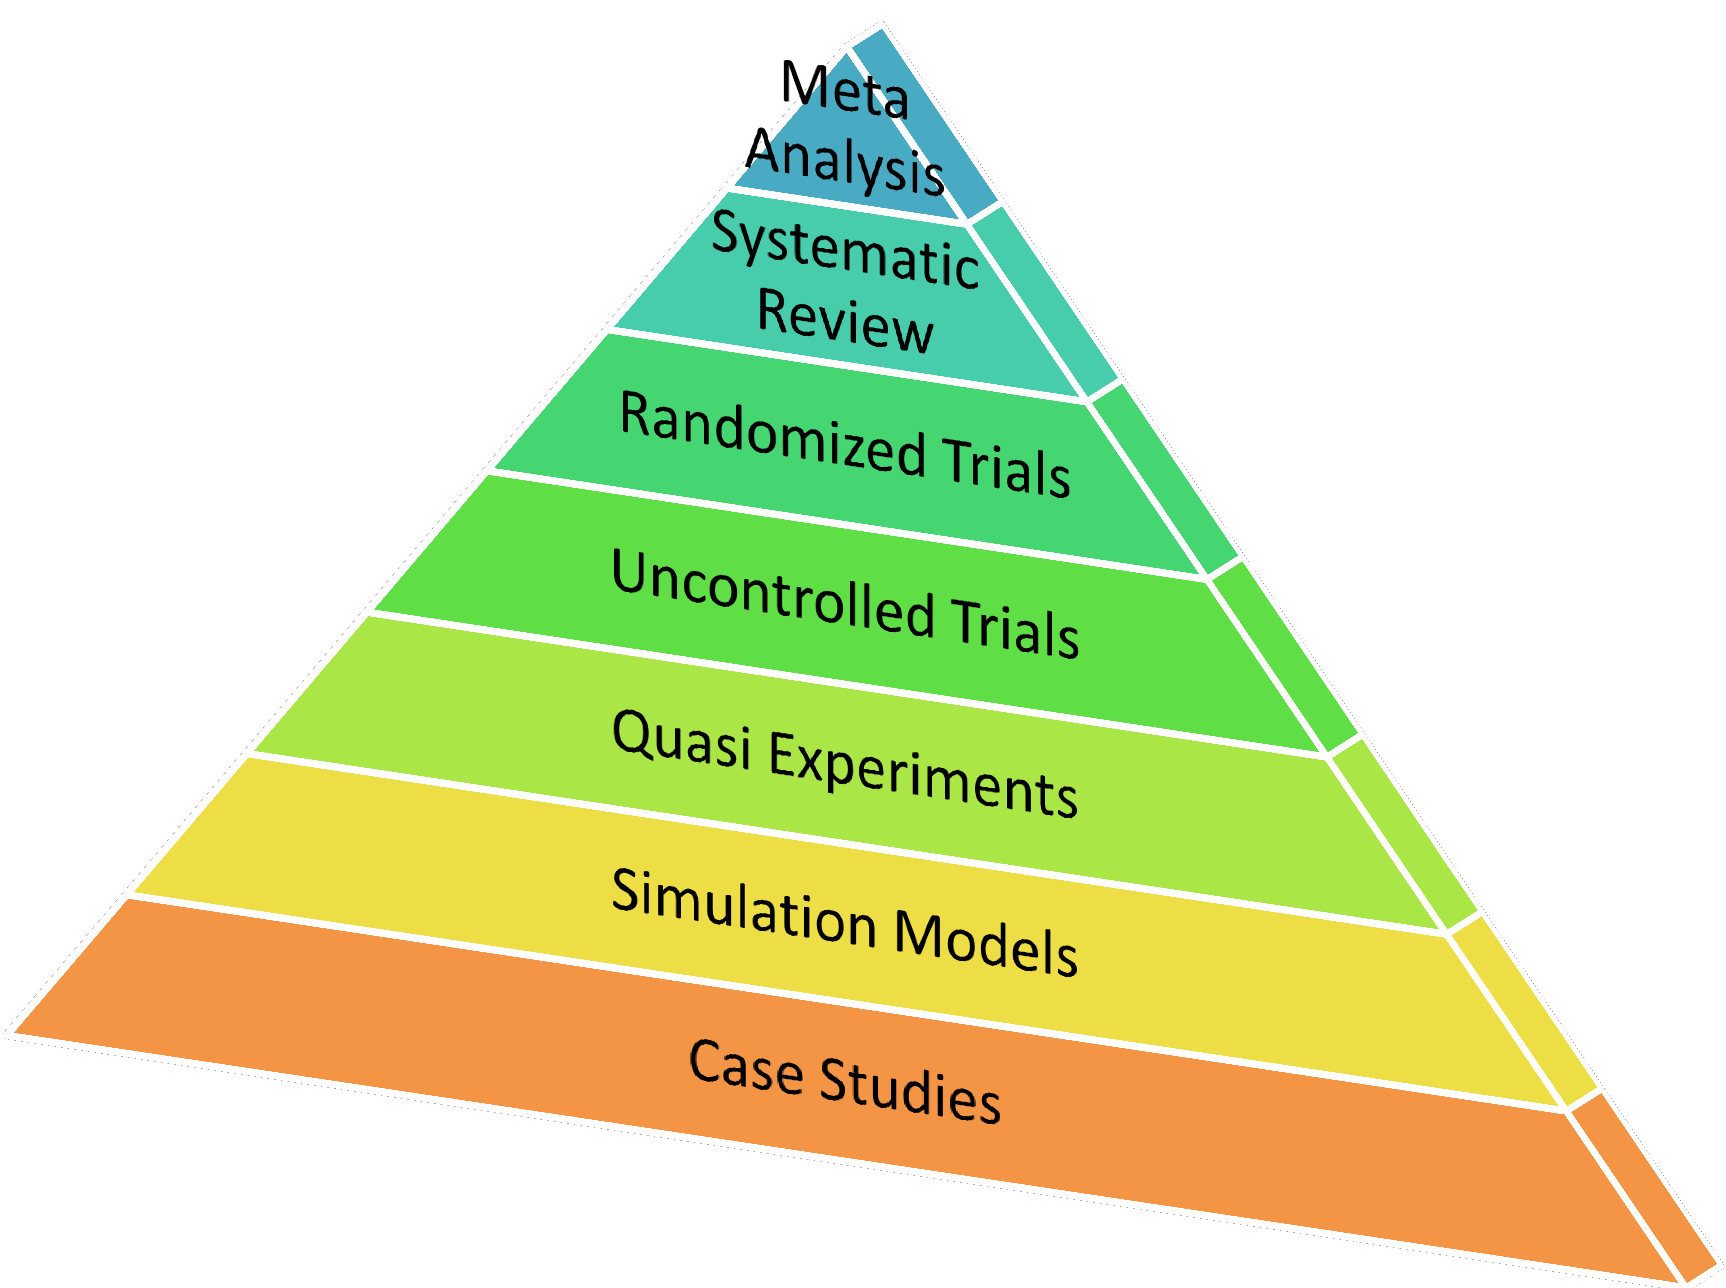 Meta
Analysis
Systematic
Review
Randomized Trials
Uncontrolled Trials
Quasi Experiments
Simulation Models
Case Studies